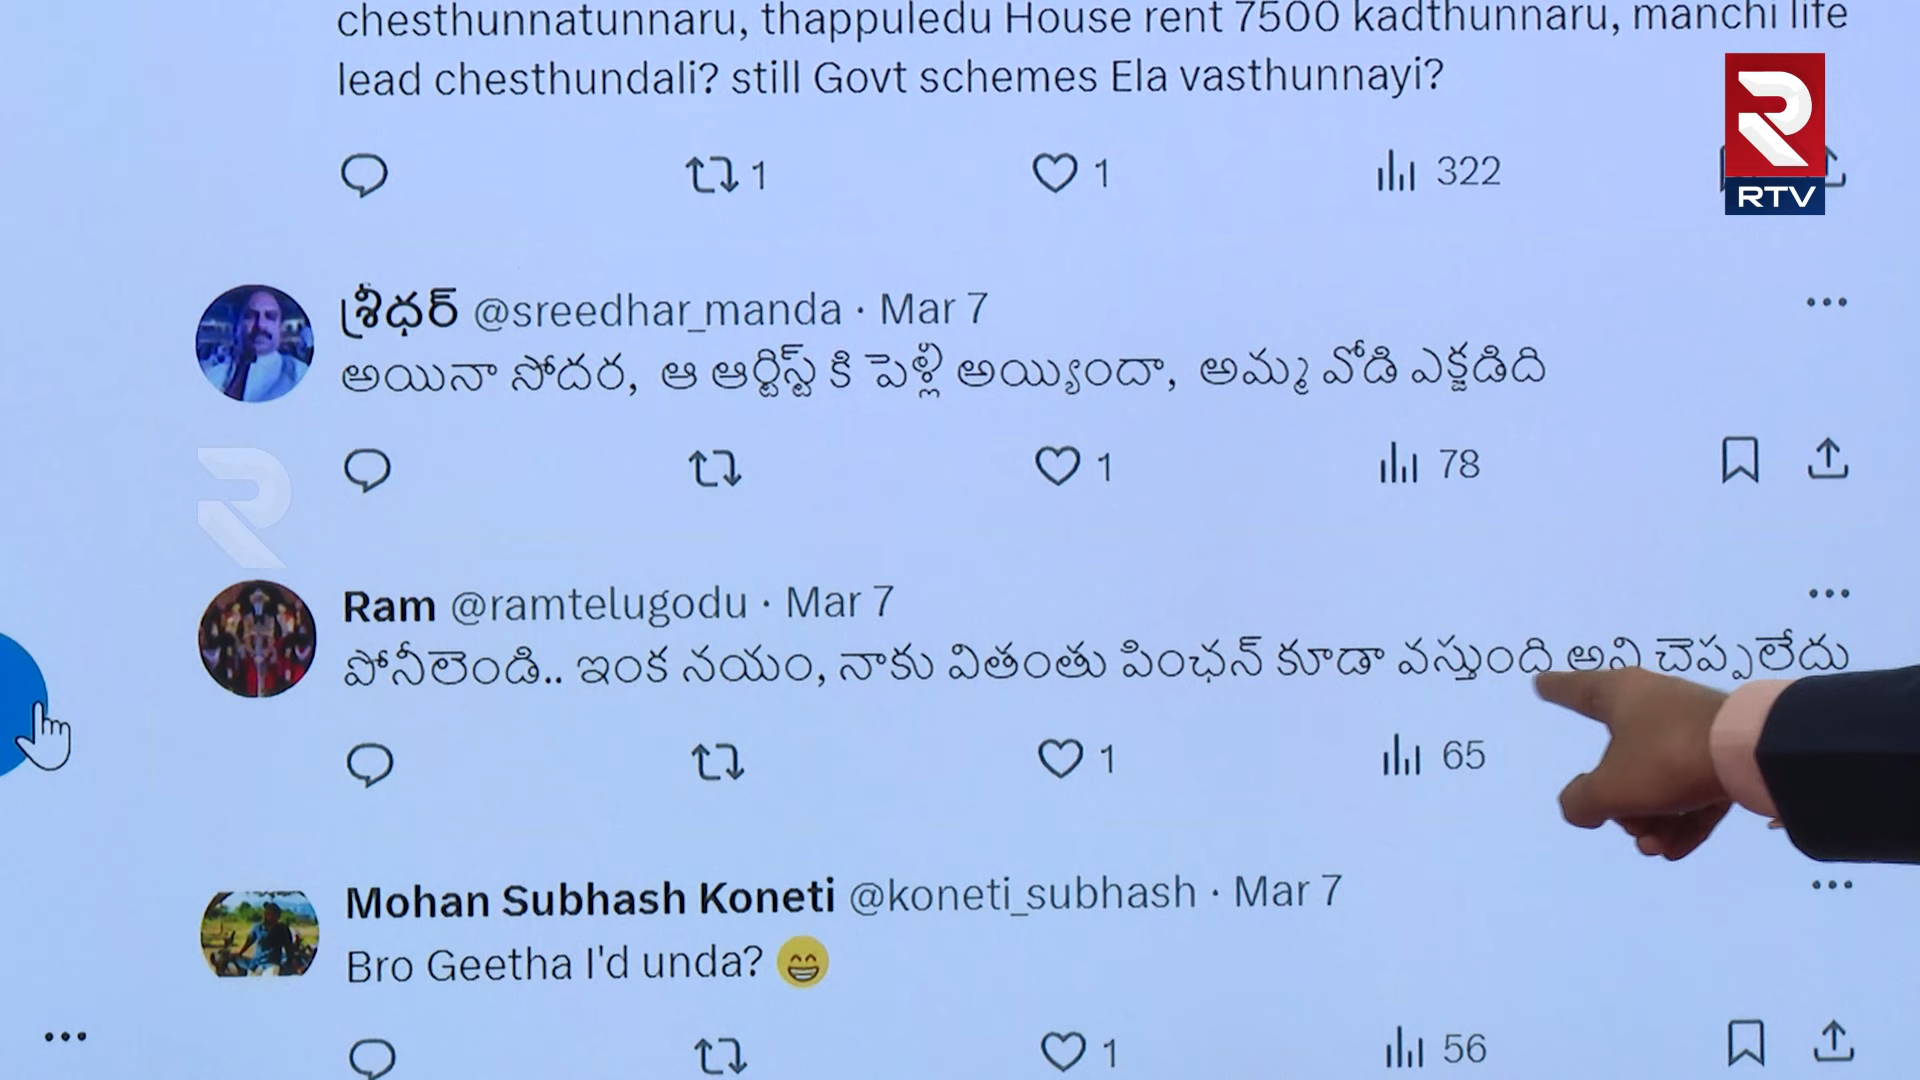 chesthunnatunnaru, thappuledu House rent 7500 kadthunnaru, manchi life
lead chesthundali? still Govt schemes Ela vasthunnayi?
1 1 322
RTV
శ్రీధర్ @sreedhar_manda · Mar 7
అయినా సోదర, ఆ ఆర్టిస్ట్ కి పెళ్లి అయ్యిందా, అమ్మ వోడి ఎక్జడిది
1 78
Ram @ramtelugodu · Mar 7
పోనీలెండి.. ఇంక నయం, నాకు వితంతు పింఛన్ కూడా వస్తుంది అని చెప్పలేదు
1 65
Mohan Subhash Koneti @koneti_subhash · Mar 7
Bro Geetha I'd unda? 😁
1 56